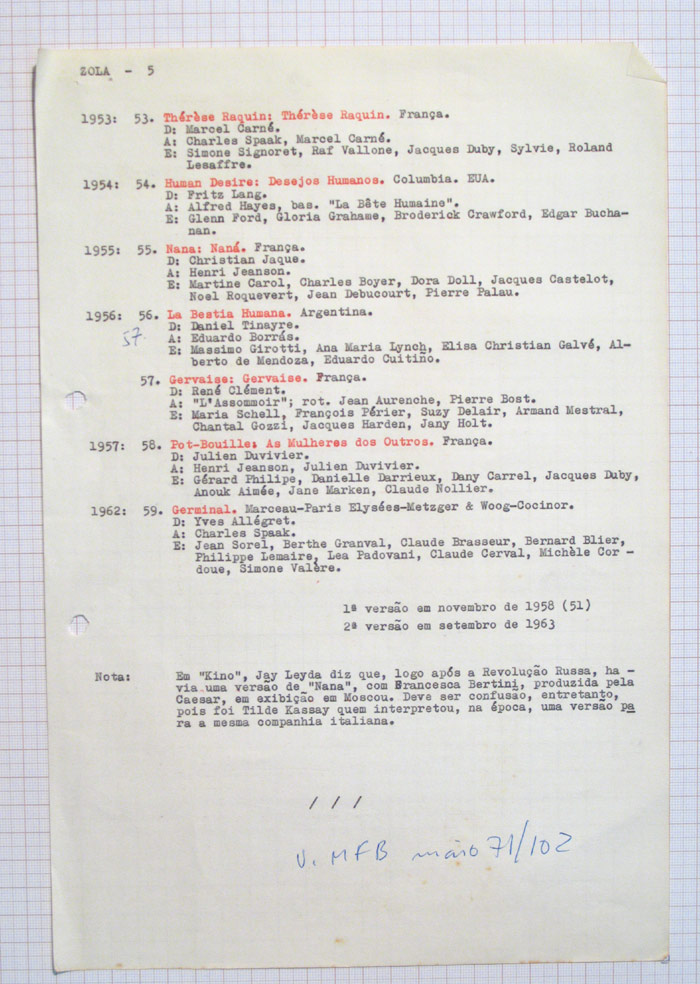 ZOLA - 5
1953: 53. Thérèse Raquin: Thérèse Raquin. França.
D: Marcel Carné.
A: Charles Spaak, Marcel Carné.
E: Simone Signoret, Raf Vallone, Jacques Duby, Sylvie, Roland
Lesaffre.
1954: 54. Human Desire: Desejos Humanos. Columbia. EUA.
D: Fritz Lang.
A: Alfred Hayes, bas. "La Bête Humaine".
E: Glenn Ford, Gloria Grahame, Broderick Crawford, Edgar Bucha-
nan.
1955: 55. Nana: Naná. França.
D: Christian Jaque.
A: Henri Jeanson.
E: Martine Carol, Charles Boyer, Dora Doll, Jacques Castelot,
Noel Roquevert, Jean Debucourt, Pierre Palau.
1956: 56. La Bestia Humana. Argentina.
57 D: Daniel Tinayre.
A: Eduardo Borrás.
E: Massimo Girotti, Ana Maria Lynch, Elisa Christian Galvé, Al-
berto de Mendoza, Eduardo Cuitiño.
57. Gervaise: Gervaise. França.
D: René Clément.
A: "L'Assommoir"; rot. Jean Aurenche, Pierre Bost.
E: Maria Schell, François Périer, Suzy Delair, Armand Mestral,
Chantal Gozzi, Jacques Harden, Jany Holt.
1957: 58. Pot-Bouille: As Mulheres dos Outros. França.
D: Julien Duvivier.
A: Henri Jeanson, Julien Duvivier.
E: Gérard Philipe, Danielle Darrieux, Dany Carrel, Jacques Duby,
Anouk Aimée, Jane Marken, Claude Nollier.
1962: 59. Germinal. Marceau-Paris Elysées-Metzger & Woog-Cocinor.
D: Yves Allégret.
A: Charles Spaak.
E: Jean Sorel, Berthe Granval, Claude Brasseur, Bernard Blier,
Philippe Lemaire, Lea Padovani, Claude Cerval, Michèle Cor -
doue, Simone Valère.
1ª versão em novembro de 1958 (51)
2ª versão em setembro de 1963
Nota: Em "Kino", Jay Leyda diz que, logo após a Revolução Russa, ha -
via uma versão de "Nana", com Francesca Bertini, produzida pela
Caesar, em exibição em Moscou. Deve ser confusão, entretanto,
pois foi Tilde Kassay quem interpretou, na época, uma versão pa
ra a mesma companhia italiana.
/ / /
V. MFB maio 71/102